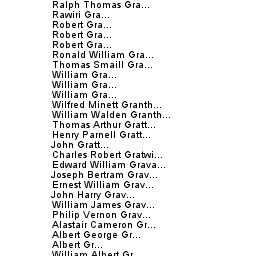 Ralph Thomas Gra...
Rawiri Gra...
Robert Gra...
Robert Gra...
Robert Gra...
Ronald William Gra...
Thomas Smaill Gra...
William Gra...
William Gra...
William Gra...
Wilfred Minett Granth...
William Walden Granth...
Thomas Arthur Gratt...
Henry Parnell Gratt...
John Gratt...
Charles Robert Gratwi...
Edward William Grava...
Joseph Bertram Grav...
Ernest William Grav...
John Harry Grav...
William James Grav...
Philip Vernon Grav...
Alastair Cameron Gr...
Albert George Gr...
Albert Gr...
William Albert Gr